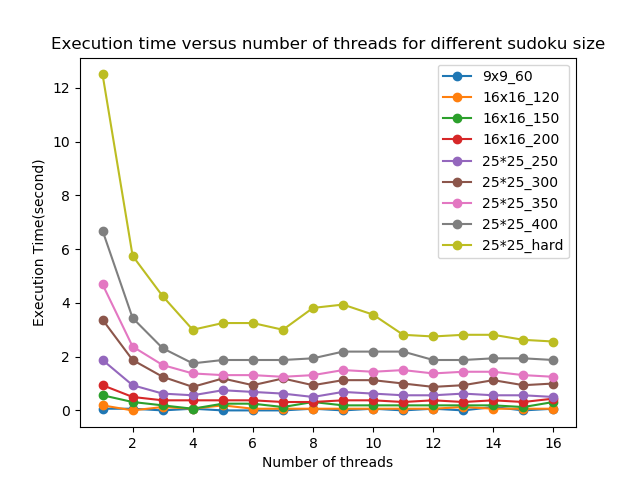 Execution time versus number of threads for different sudoku size
12
10
8
6
4
2
0
Execution Time(second)
9x9_60
16x16_120
16x16_150
16x16_200
25*25_250
25*25_300
25*25_350
25*25_400
25*25_hard
2 4 6 8 10 12 14 16
Number of threads